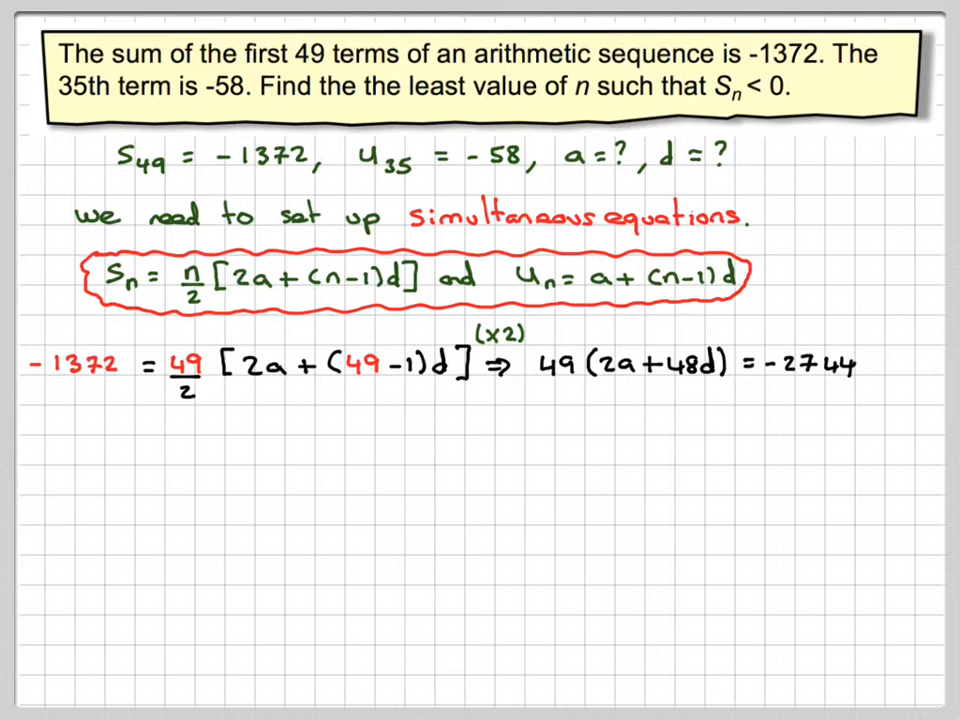 The sum of the first 49 terms of an arithmetic sequence is -1372. The
35th term is -58. Find the the least value of n such that Sₙ < 0.
S₄₉ = -1372, U₃₅ = -58, a = ?, d = ?
we need to set up simultaneous equations.
Sₙ = n/2 [2a + (n-1)d] and Uₙ = a + (n-1)d
-1372 = 49/2 [2a + (49-1)d] (x2) ⇒ 49(2a+48d) = -2744